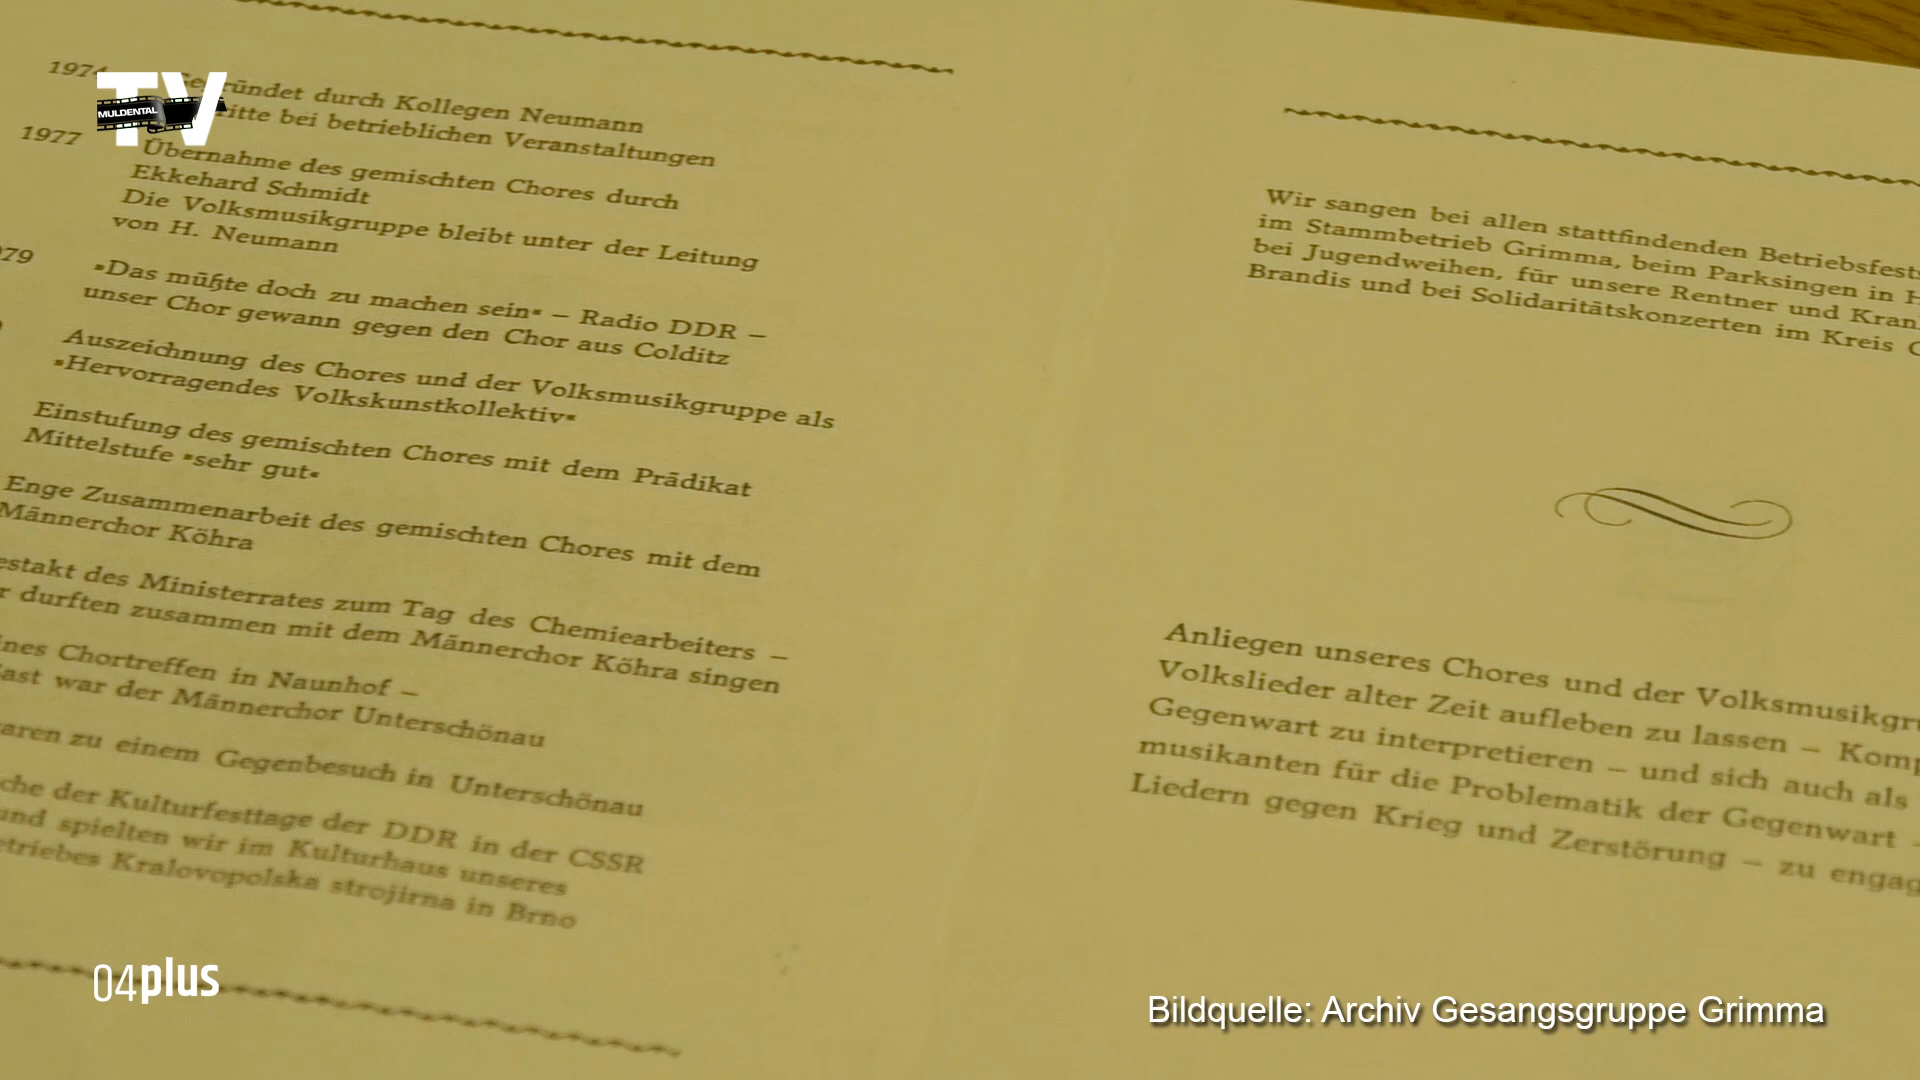 TV
MULDENTAL
1974
Gegründet durch Kollegen Neumann
bei betrieblichen Veranstaltungen
1977
Übernahme des gemischten Chores durch
Ekkehard Schmidt
Die Volksmusikgruppe bleibt unter der Leitung
von H. Neumann
79
»Das müßte doch zu machen sein« – Radio DDR –
unser Chor gewann gegen den Chor aus Colditz
Auszeichnung des Chores und der Volksmusikgruppe als
»Hervorragendes Volkskunstkollektiv«
Einstufung des gemischten Chores mit dem Prädikat
Mittelstufe »sehr gut«
Enge Zusammenarbeit des gemischten Chores mit dem
Männerchor Köhra
estakt des Ministerrates zum Tag des Chemiearbeiters –
r durften zusammen mit dem Männerchor Köhra singen
ines Chortreffen in Naunhof –
ast war der Männerchor Unterschönau
aren zu einem Gegenbesuch in Unterschönau
che der Kulturfesttage der DDR in der CSSR
und spielten wir im Kulturhaus unseres
etriebes Kralovopolska strojirna in Brno
Wir sangen bei allen stattfindenden Betriebsfests
im Stammbetrieb Grimma, beim Parksingen in H
bei Jugendweihen, für unsere Rentner und Kran
Brandis und bei Solidaritätskonzerten im Kreis G
Anliegen unseres Chores und der Volksmusikgru
Volkslieder alter Zeit aufleben zu lassen – Komp
Gegenwart zu interpretieren – und sich auch als
musikanten für die Problematik der Gegenwart –
Liedern gegen Krieg und Zerstörung – zu engag
04plus
Bildquelle: Archiv Gesangsgruppe Grimma